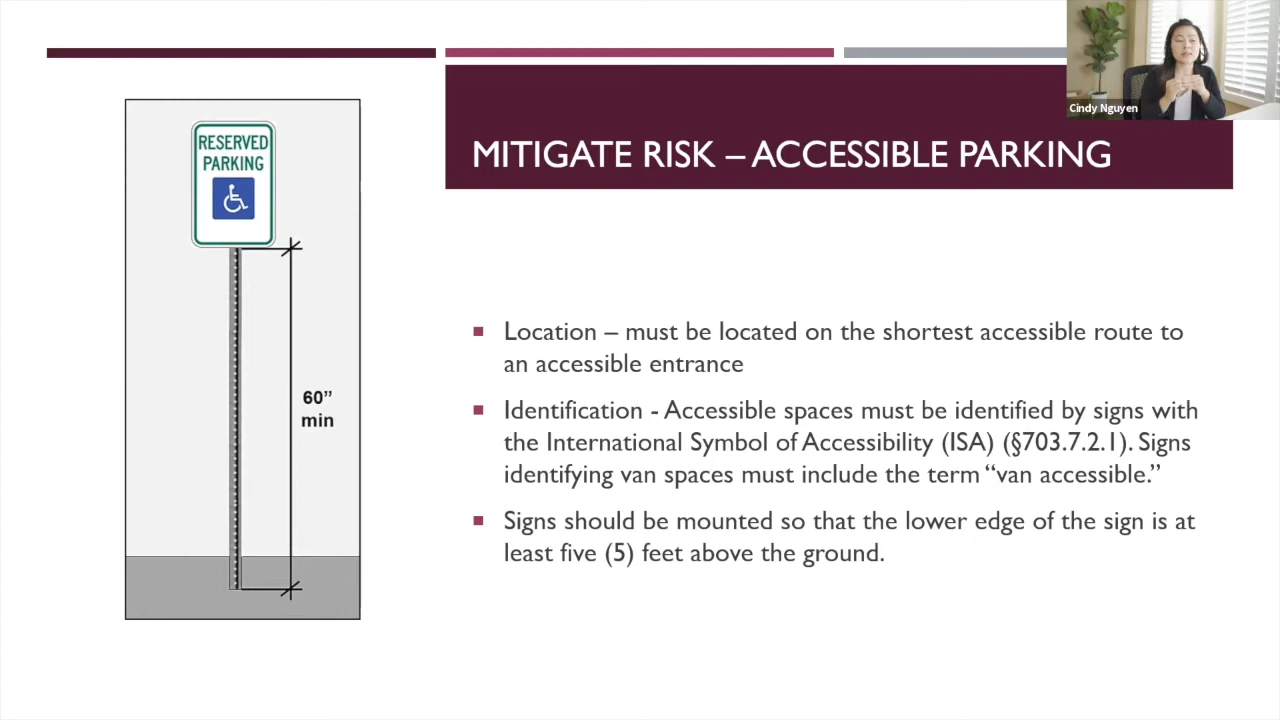 RESERVED
PARKING
60”
min
Cindy Nguyen
MITIGATE RISK – ACCESSIBLE PARKING
Location – must be located on the shortest accessible route to
an accessible entrance
Identification - Accessible spaces must be identified by signs with
the International Symbol of Accessibility (ISA) (§703.7.2.1). Signs
identifying van spaces must include the term “van accessible.”
Signs should be mounted so that the lower edge of the sign is at
least five (5) feet above the ground.